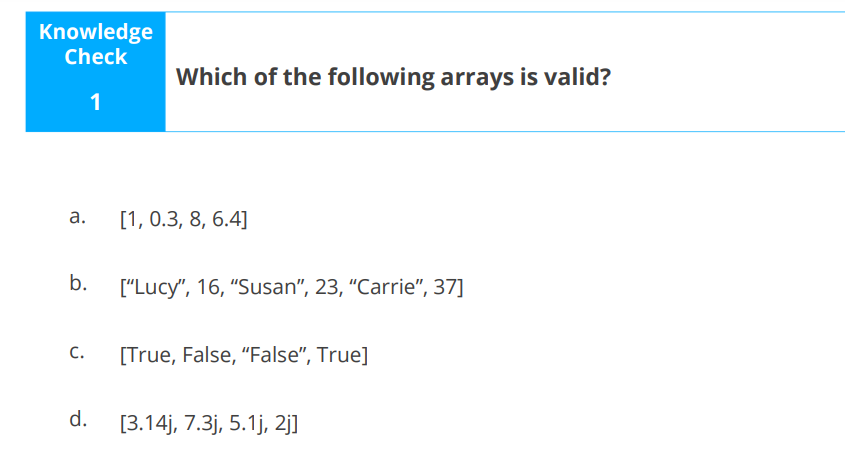 Knowledge
Check
1
Which of the following arrays is valid?
a. [1, 0.3, 8, 6.4]
b. [“Lucy”, 16, “Susan”, 23, “Carrie”, 37]
c. [True, False, “False”, True]
d. [3.14j, 7.3j, 5.1j, 2j]